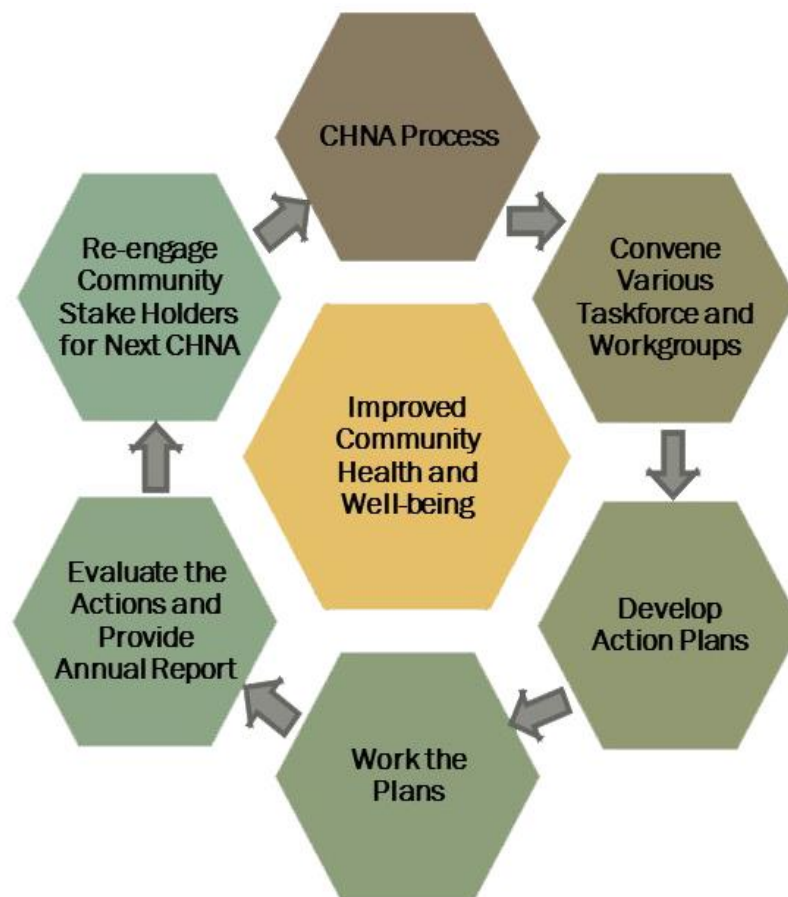 CHNA Process
Convene
Various
Taskforce and
Workgroups
Develop
Action Plans
Work the
Plans
Evaluate the
Actions and
Provide
Annual Report
Re-engage
Community
Stake Holders
for Next CHNA
Improved
Community
Health and
Well-being